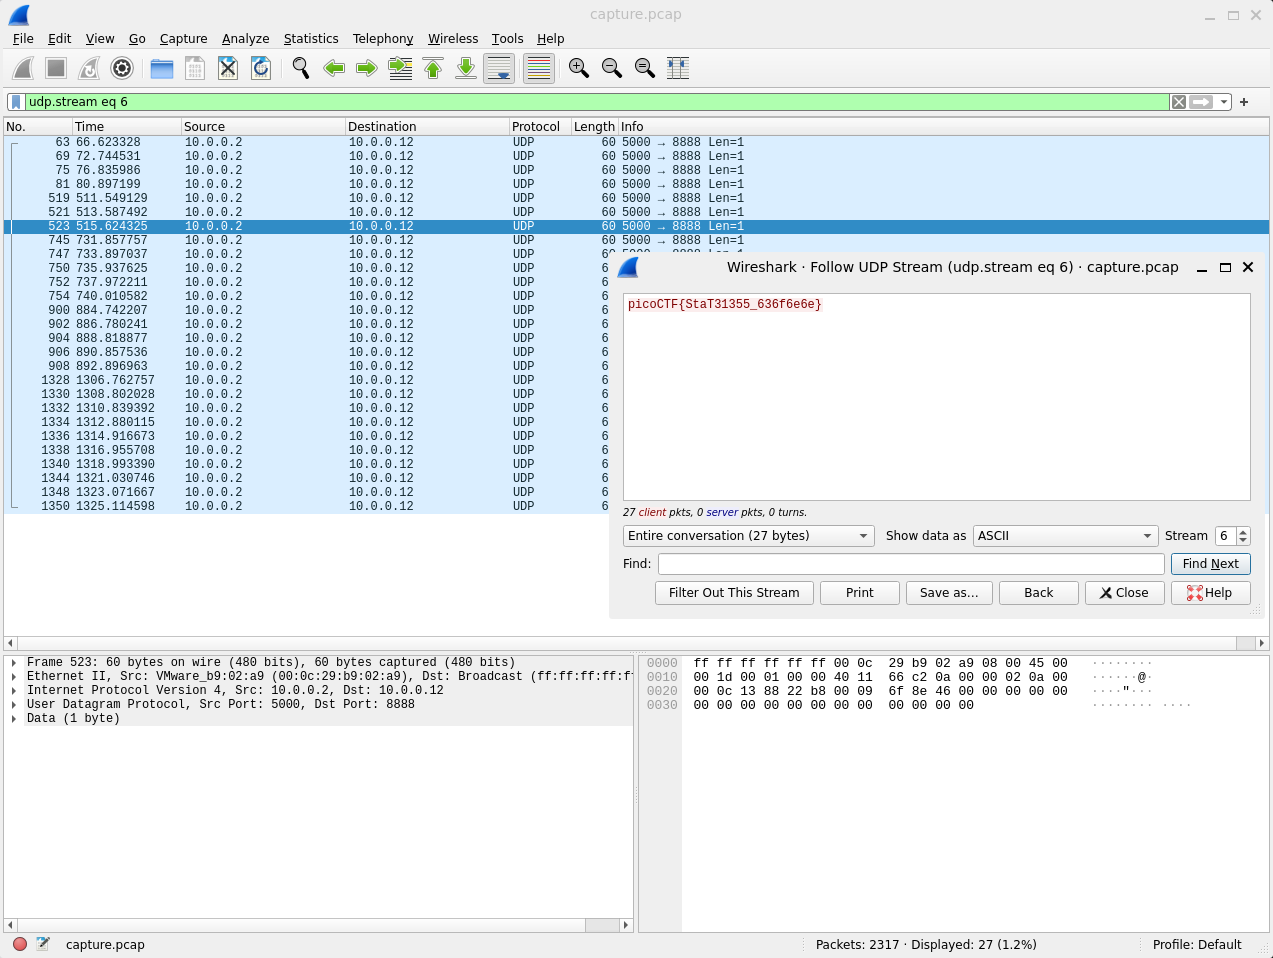 capture.pcap
File Edit View Go Capture Analyze Statistics Telephony Wireless Tools Help
udp.stream eq 6
No. Time Source Destination Protocol Length Info
63 66.623328 10.0.0.2 10.0.0.12 UDP 60 5000 → 8888 Len=1
69 72.744531 10.0.0.2 10.0.0.12 UDP 60 5000 → 8888 Len=1
75 76.835986 10.0.0.2 10.0.0.12 UDP 60 5000 → 8888 Len=1
81 80.897199 10.0.0.2 10.0.0.12 UDP 60 5000 → 8888 Len=1
519 511.549129 10.0.0.2 10.0.0.12 UDP 60 5000 → 8888 Len=1
521 513.587492 10.0.0.2 10.0.0.12 UDP 60 5000 → 8888 Len=1
523 515.624325 10.0.0.2 10.0.0.12 UDP 60 5000 → 8888 Len=1
745 731.857757 10.0.0.2 10.0.0.12 UDP 60 5000 → 8888 Len=1
747 733.897037 10.0.0.2 10.0.0.12 UDP
750 735.937625 10.0.0.2 10.0.0.12 UDP 6
752 737.972211 10.0.0.2 10.0.0.12 UDP 6
754 740.010582 10.0.0.2 10.0.0.12 UDP 6
900 884.742207 10.0.0.2 10.0.0.12 UDP 6
902 886.780241 10.0.0.2 10.0.0.12 UDP 6
904 888.818877 10.0.0.2 10.0.0.12 UDP 6
906 890.857536 10.0.0.2 10.0.0.12 UDP 6
908 892.896963 10.0.0.2 10.0.0.12 UDP 6
1328 1306.762757 10.0.0.2 10.0.0.12 UDP 6
1330 1308.802028 10.0.0.2 10.0.0.12 UDP 6
1332 1310.839392 10.0.0.2 10.0.0.12 UDP 6
1334 1312.880115 10.0.0.2 10.0.0.12 UDP 6
1336 1314.916673 10.0.0.2 10.0.0.12 UDP 6
1338 1316.955708 10.0.0.2 10.0.0.12 UDP 6
1340 1318.993390 10.0.0.2 10.0.0.12 UDP 6
1344 1321.030746 10.0.0.2 10.0.0.12 UDP 6
1348 1323.071667 10.0.0.2 10.0.0.12 UDP 6
1350 1325.114598 10.0.0.2 10.0.0.12 UDP 6
Wireshark · Follow UDP Stream (udp.stream eq 6) · capture.pcap
picoCTF{StaT31355_636f6e6e}
27 client pkts, 0 server pkts, 0 turns.
Entire conversation (27 bytes) Show data as ASCII Stream 6
Find: Find Next
Filter Out This Stream Print Save as... Back Close Help
Frame 523: 60 bytes on wire (480 bits), 60 bytes captured (480 bits)
Ethernet II, Src: VMware_b9:02:a9 (00:0c:29:b9:02:a9), Dst: Broadcast (ff:ff:ff:ff:f
Internet Protocol Version 4, Src: 10.0.0.2, Dst: 10.0.0.12
User Datagram Protocol, Src Port: 5000, Dst Port: 8888
Data (1 byte)
0000 ff ff ff ff ff ff 00 0c 29 b9 02 a9 08 00 45 00 ········
0010 00 1d 00 01 00 00 40 11 66 c2 0a 00 00 02 0a 00 ······@·
0020 00 0c 13 88 22 b8 00 09 6f 8e 46 00 00 00 00 00 ····"···
0030 00 00 00 00 00 00 00 00 00 00 00 00 ········ ····
capture.pcap Packets: 2317 · Displayed: 27 (1.2%) Profile: Default